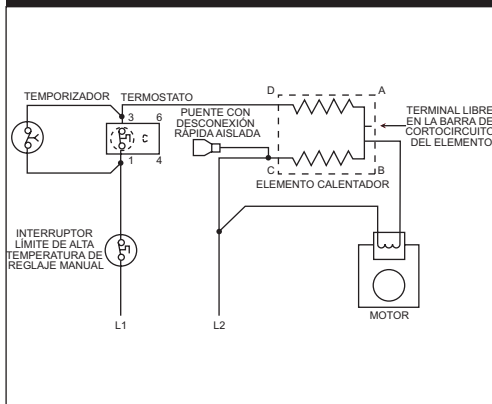 TEMPORIZADOR
TERMOSTATO
3 6
C
1 4
PUENTE CON
DESCONEXIÓN
RÁPIDA AISLADA
D A
C B
ELEMENTO CALENTADOR
TERMINAL LIBRE
EN LA BARRA DE
CORTOCIRCUITO
DEL ELEMENTO
INTERRUPTOR
LÍMITE DE ALTA
TEMPERATURA DE
REGLAJE MANUAL
MOTOR
L1 L2